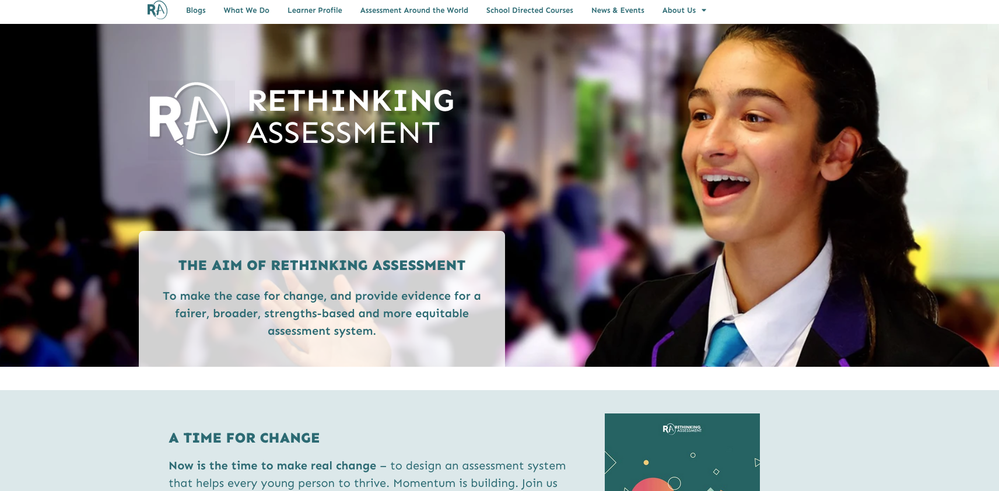 RA
Blogs
What We Do
Learner Profile
Assessment Around the World
School Directed Courses
News & Events
About Us
RA
RETHINKING
ASSESSMENT
THE AIM OF RETHINKING ASSESSMENT
To make the case for change, and provide evidence for a
fairer, broader, strengths-based and more equitable
assessment system.
A TIME FOR CHANGE
Now is the time to make real change – to design an assessment system
that helps every young person to thrive. Momentum is building. Join us
RA RETHINKING
ASSESSMENT